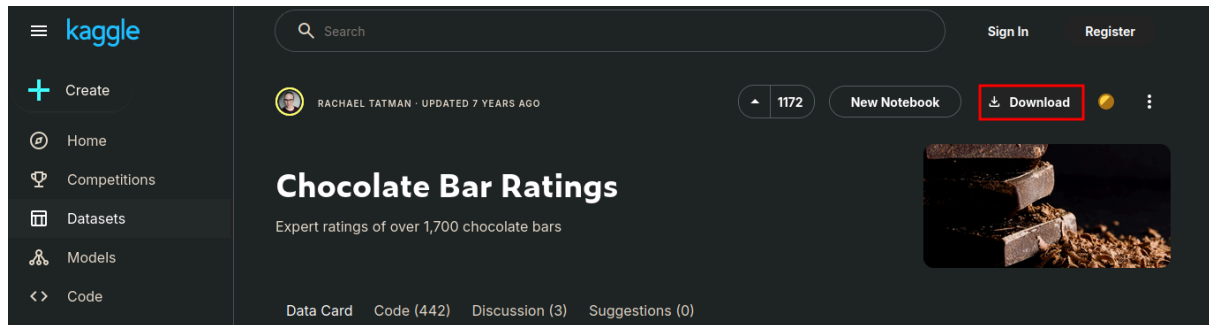 kaggle
Search
Sign In
Register
Create
RACHAEL TATMAN · UPDATED 7 YEARS AGO
1172
New Notebook
Download
Home
Competitions
Datasets
Models
Code
Chocolate Bar Ratings
Expert ratings of over 1,700 chocolate bars
Data Card
Code (442)
Discussion (3)
Suggestions (0)